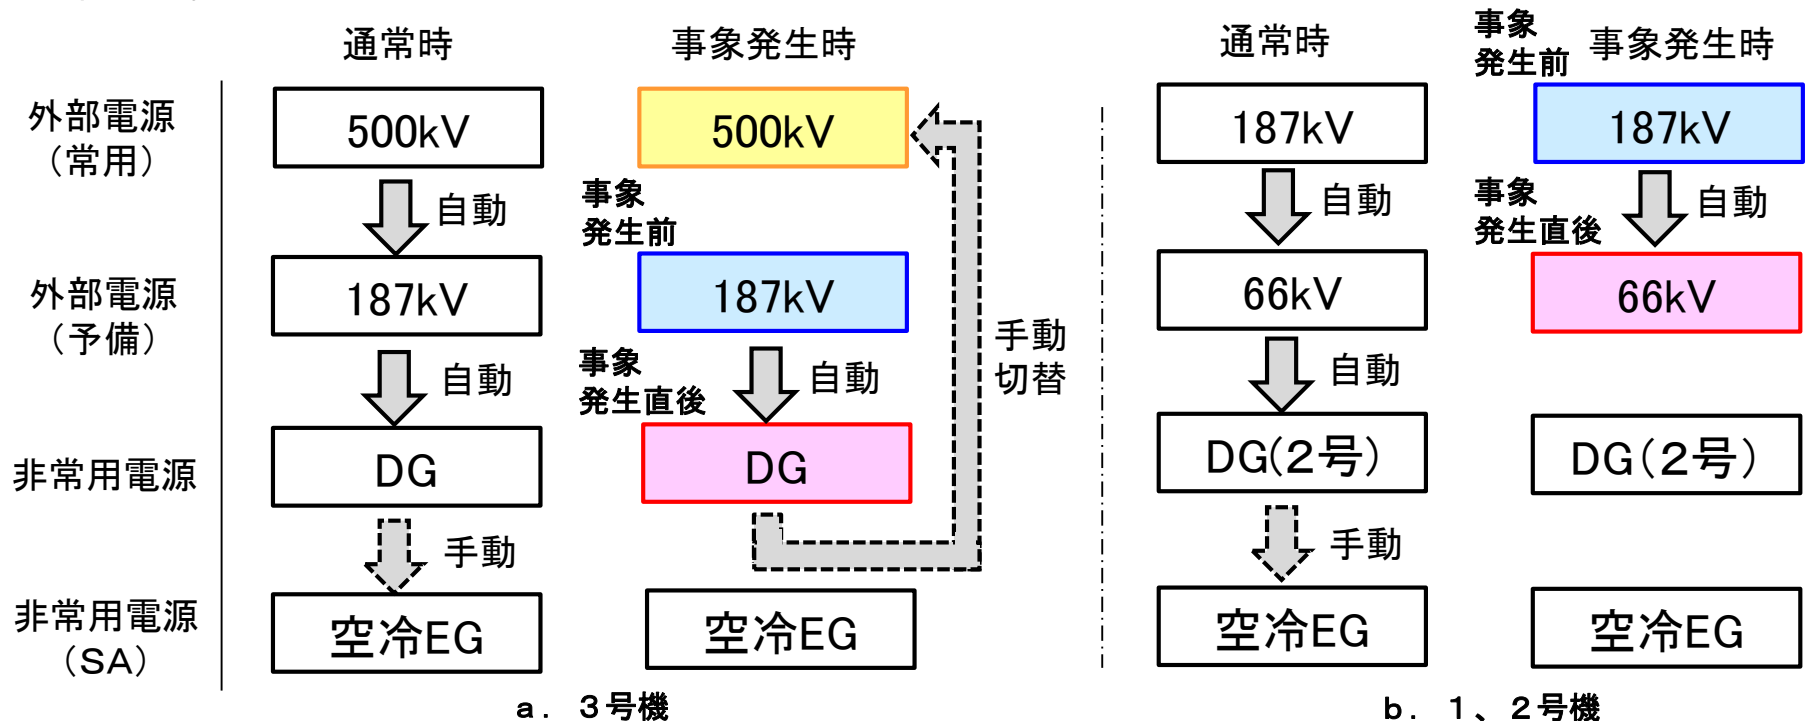 通常時
事象発生時
通常時
事象
発生前
事象発生時
外部電源
（常用）
500kV
500kV
187kV
187kV
自動
事象
発生前
自動
事象
発生直後
自動
外部電源
（予備）
187kV
187kV
手動
切替
66kV
66kV
自動
事象
発生直後
自動
自動
非常用電源
DG
DG
DG(2号）
DG（2号）
手動
手動
非常用電源
（SA）
空冷EG
空冷EG
空冷EG
空冷EG
a． 3号機
b． 1、2号機